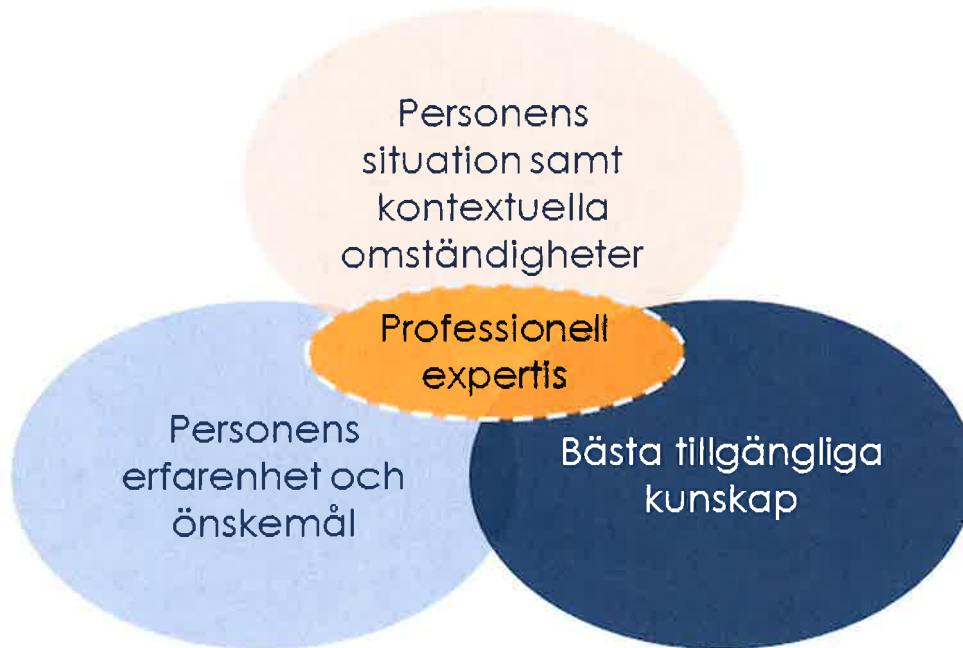 Personens
situation samt
kontextuella
omständigheter
Professionell
expertis
Personens
erfarenhet och
önskemål
Bästa tillgängliga
kunskap